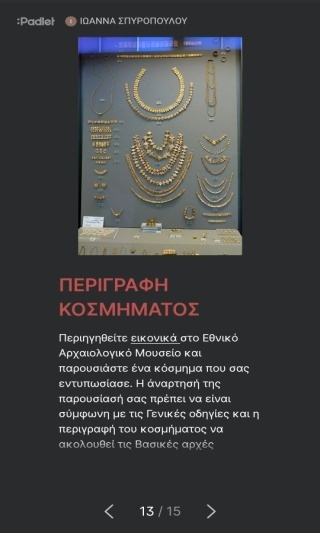 :Padlet ΙΩΑΝΝΑ ΣΠΥΡΟΠΟΥΛΟΥ
ΠΕΡΙΓΡΑΦΗ
ΚΟΣΜΗΜΑΤΟΣ
Περιηγηθείτε εικονικά στο Εθνικό
Αρχαιολογικό Μουσείο και
παρουσιάστε ένα κόσμημα που σας
εντυπωσίασε. Η άναρτησή της
παρουσίασή σας πρέπει να είναι
σύμφωνη με τις Γενικές οδηγίες και η
περιγραφή του κοσμήματος να
ακολουθεί τις Βασικές αρχές
13 / 15